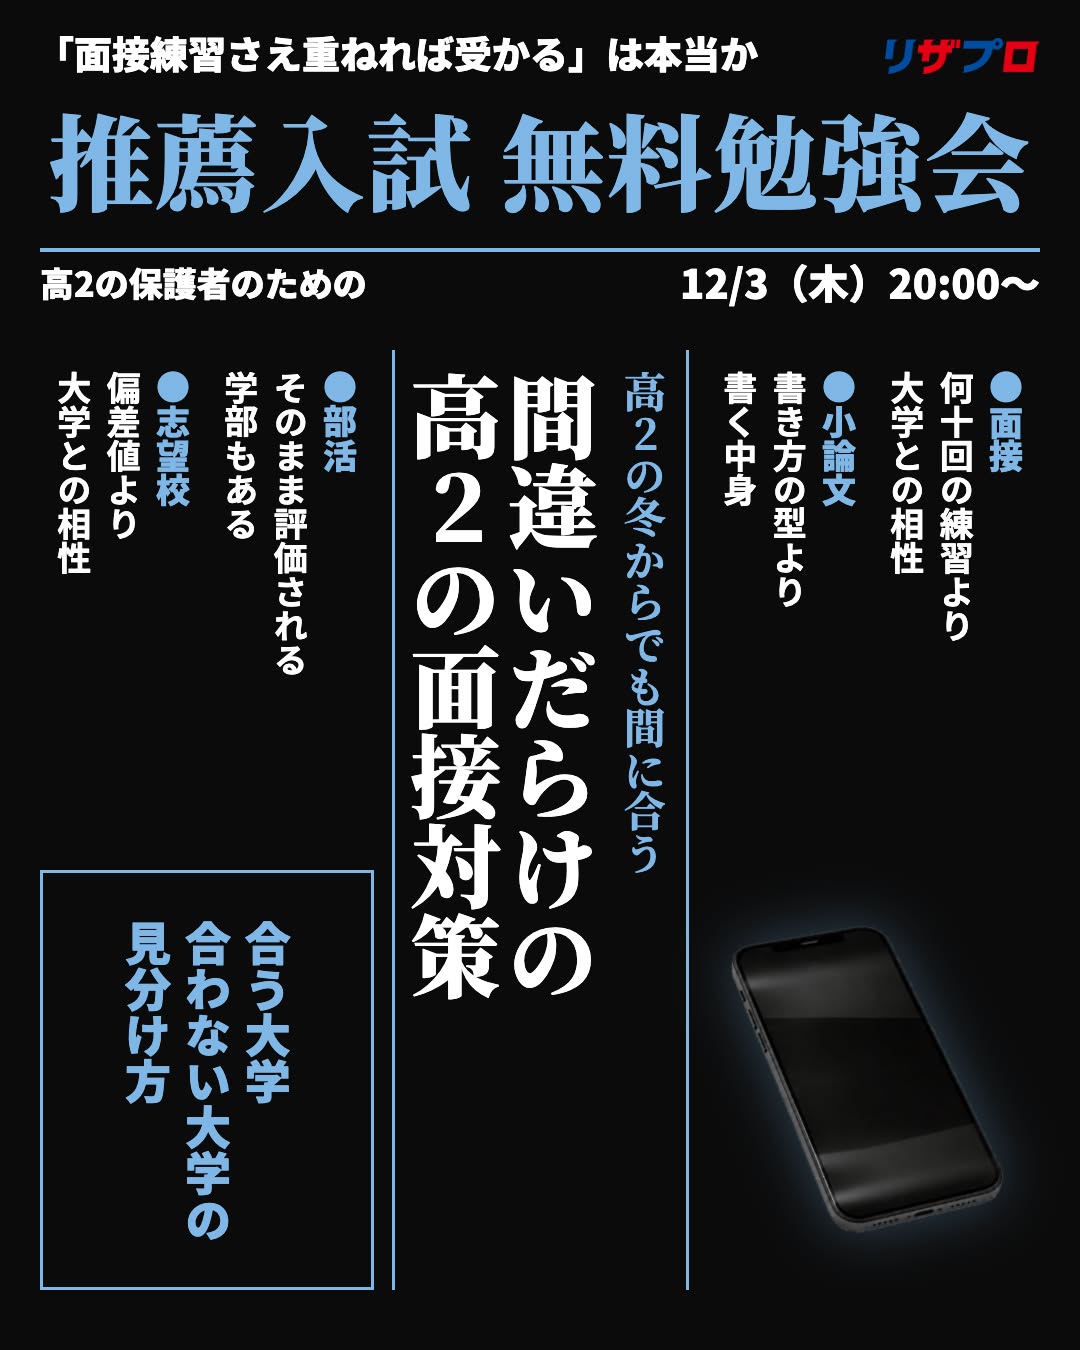 「面接練習さえ重ねれば受かる」は本当か
リザプロ
推薦入試 無料勉強会
高2の保護者のための
12/3（木）20:00〜
●面接
何十回の練習より
大学との相性
●小論文
書き方の型より
書く中身
高2の冬からでも間に合う
間違いだらけの
高2の面接対策
●部活
そのまま評価される
学部もある
●志望校
偏差値より
大学との相性
合う大学
合わない大学の
見分け方